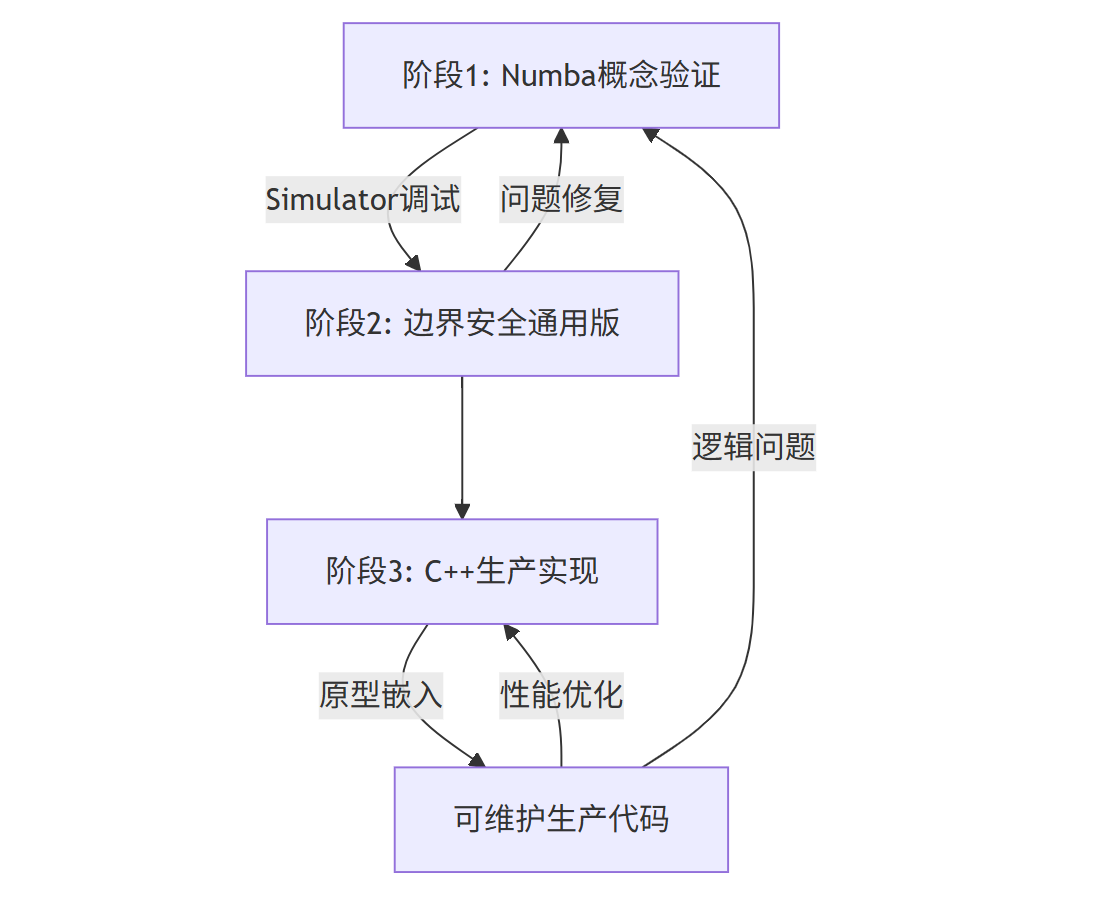 阶段1: Numba概念验证
Simulator调试
问题修复
阶段2: 边界安全通用版
逻辑问题
阶段3: C++生产实现
原型嵌入
性能优化
可维护生产代码